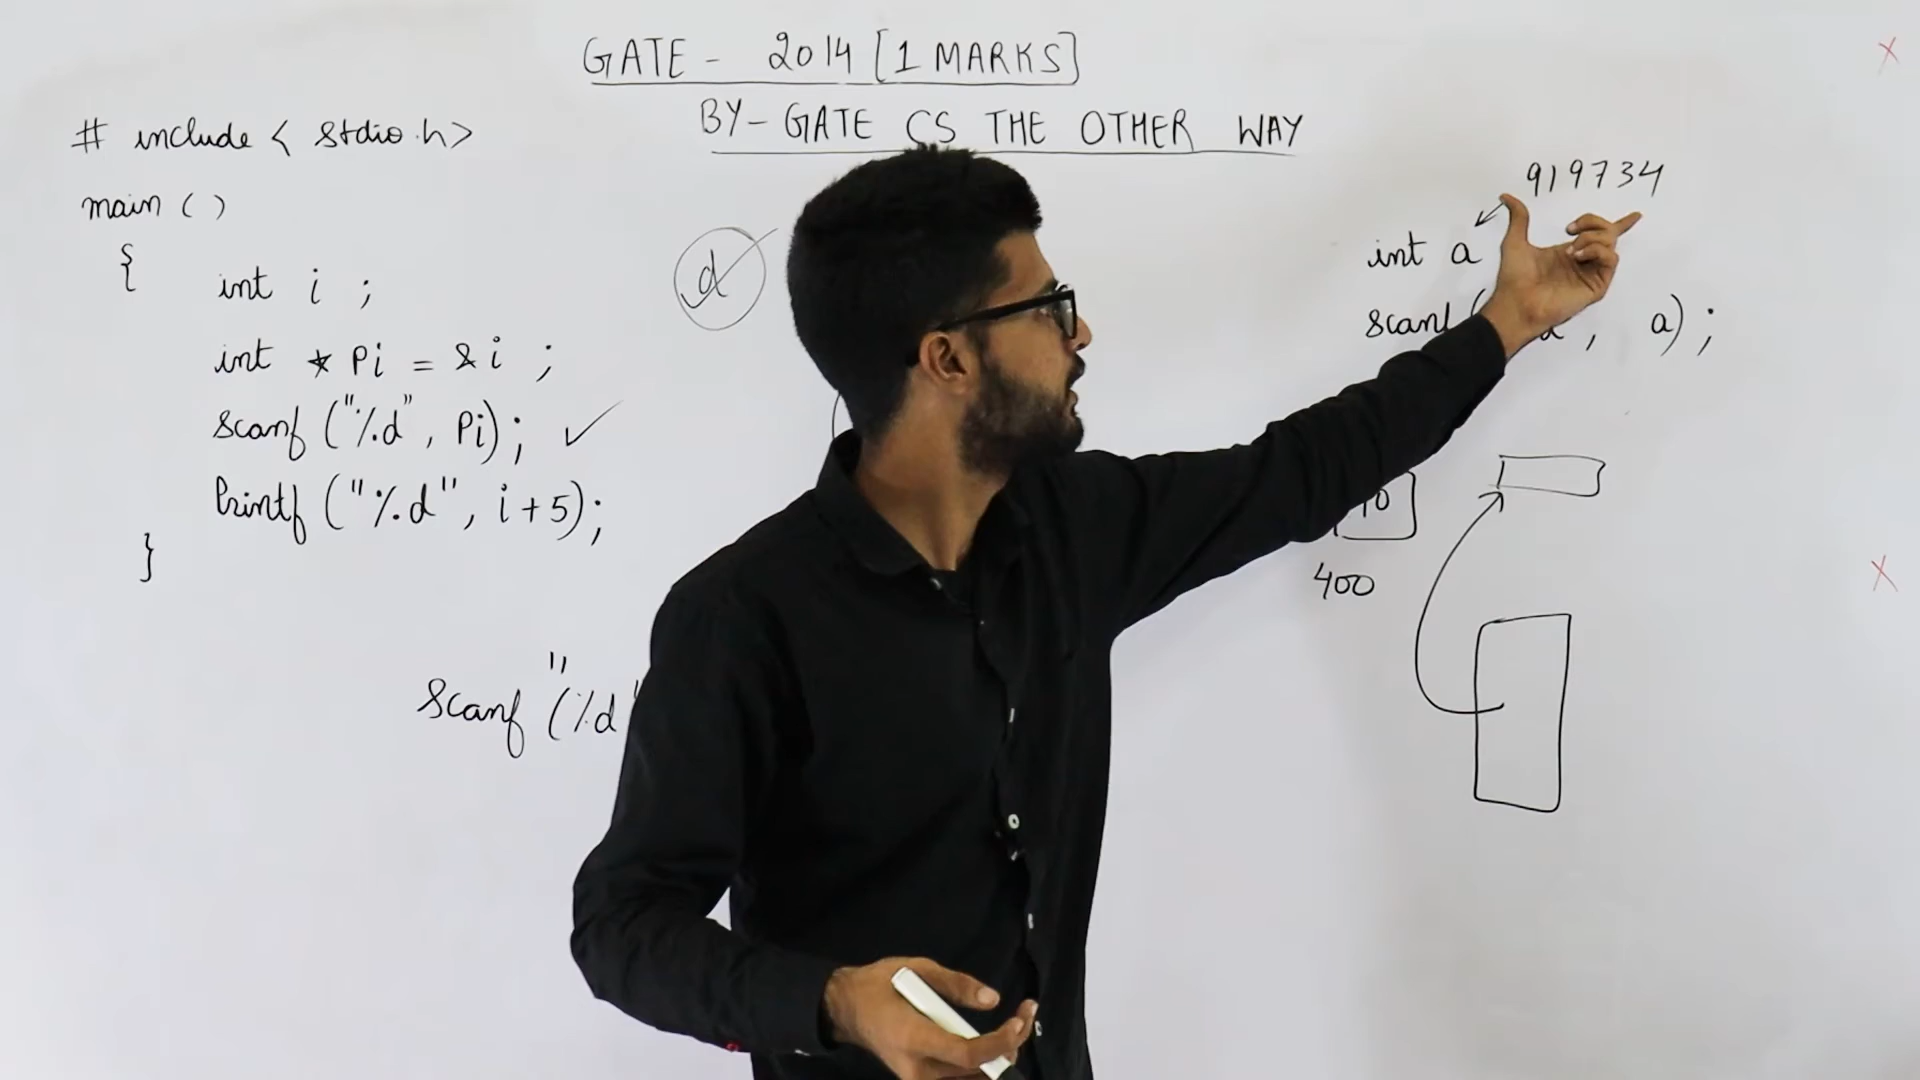 GATE - 2014 [1 MARKS]
BY - GATE CS THE OTHER WAY
# include < stdio.h>
main ( )
{
int i ;
int * Pi = & i ;
scanf ("%d", Pi); ✓
Printf ("%d", i + 5);
}
d
scanf "(%d"
919734
int a
scanf( , a) ;
400